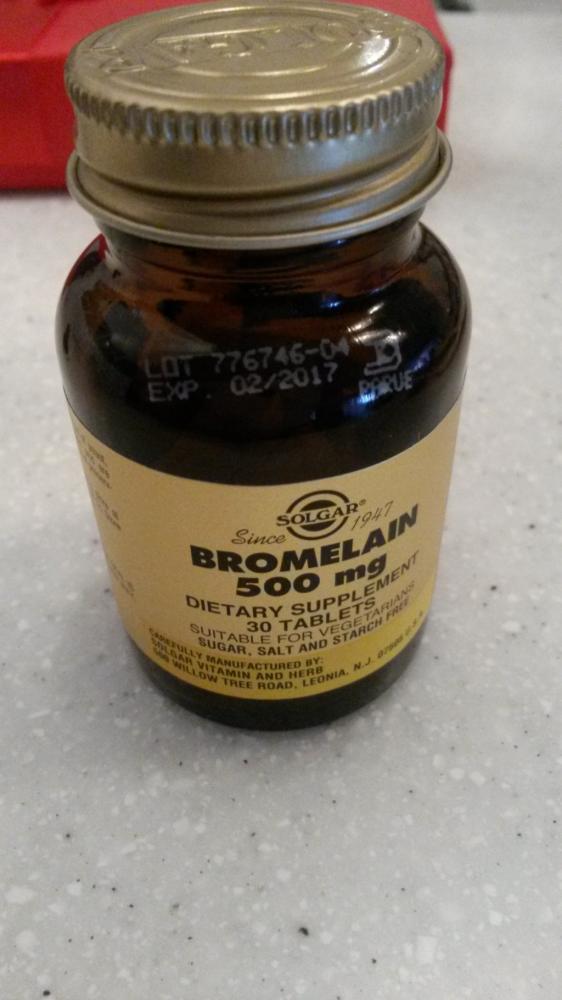 LOT 776746-04
EXP. 02/2017
PARVE
SOLGAR®
Since 1947
BROMELAIN
500 mg
DIETARY SUPPLEMENT
30 TABLETS
SUITABLE FOR VEGETARIANS
SUGAR, SALT AND STARCH FREE
CAREFULLY MANUFACTURED BY:
SOLGAR VITAMIN AND HERB
500 WILLOW TREE ROAD, LEONIA, N.J. 07605 U.S.A.